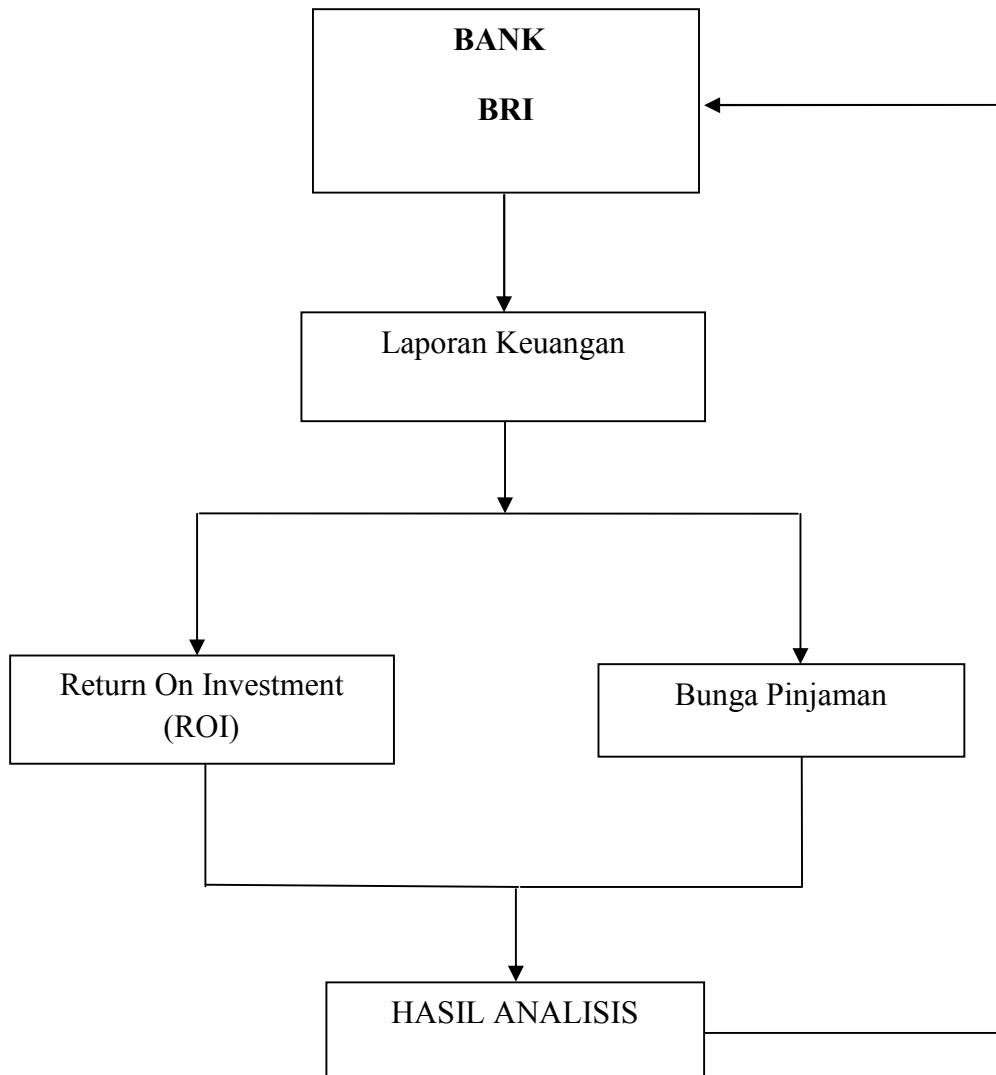 BANK
BRI
Laporan Keuangan
Return On Investment
(ROI)
Bunga Pinjaman
HASIL ANALISIS